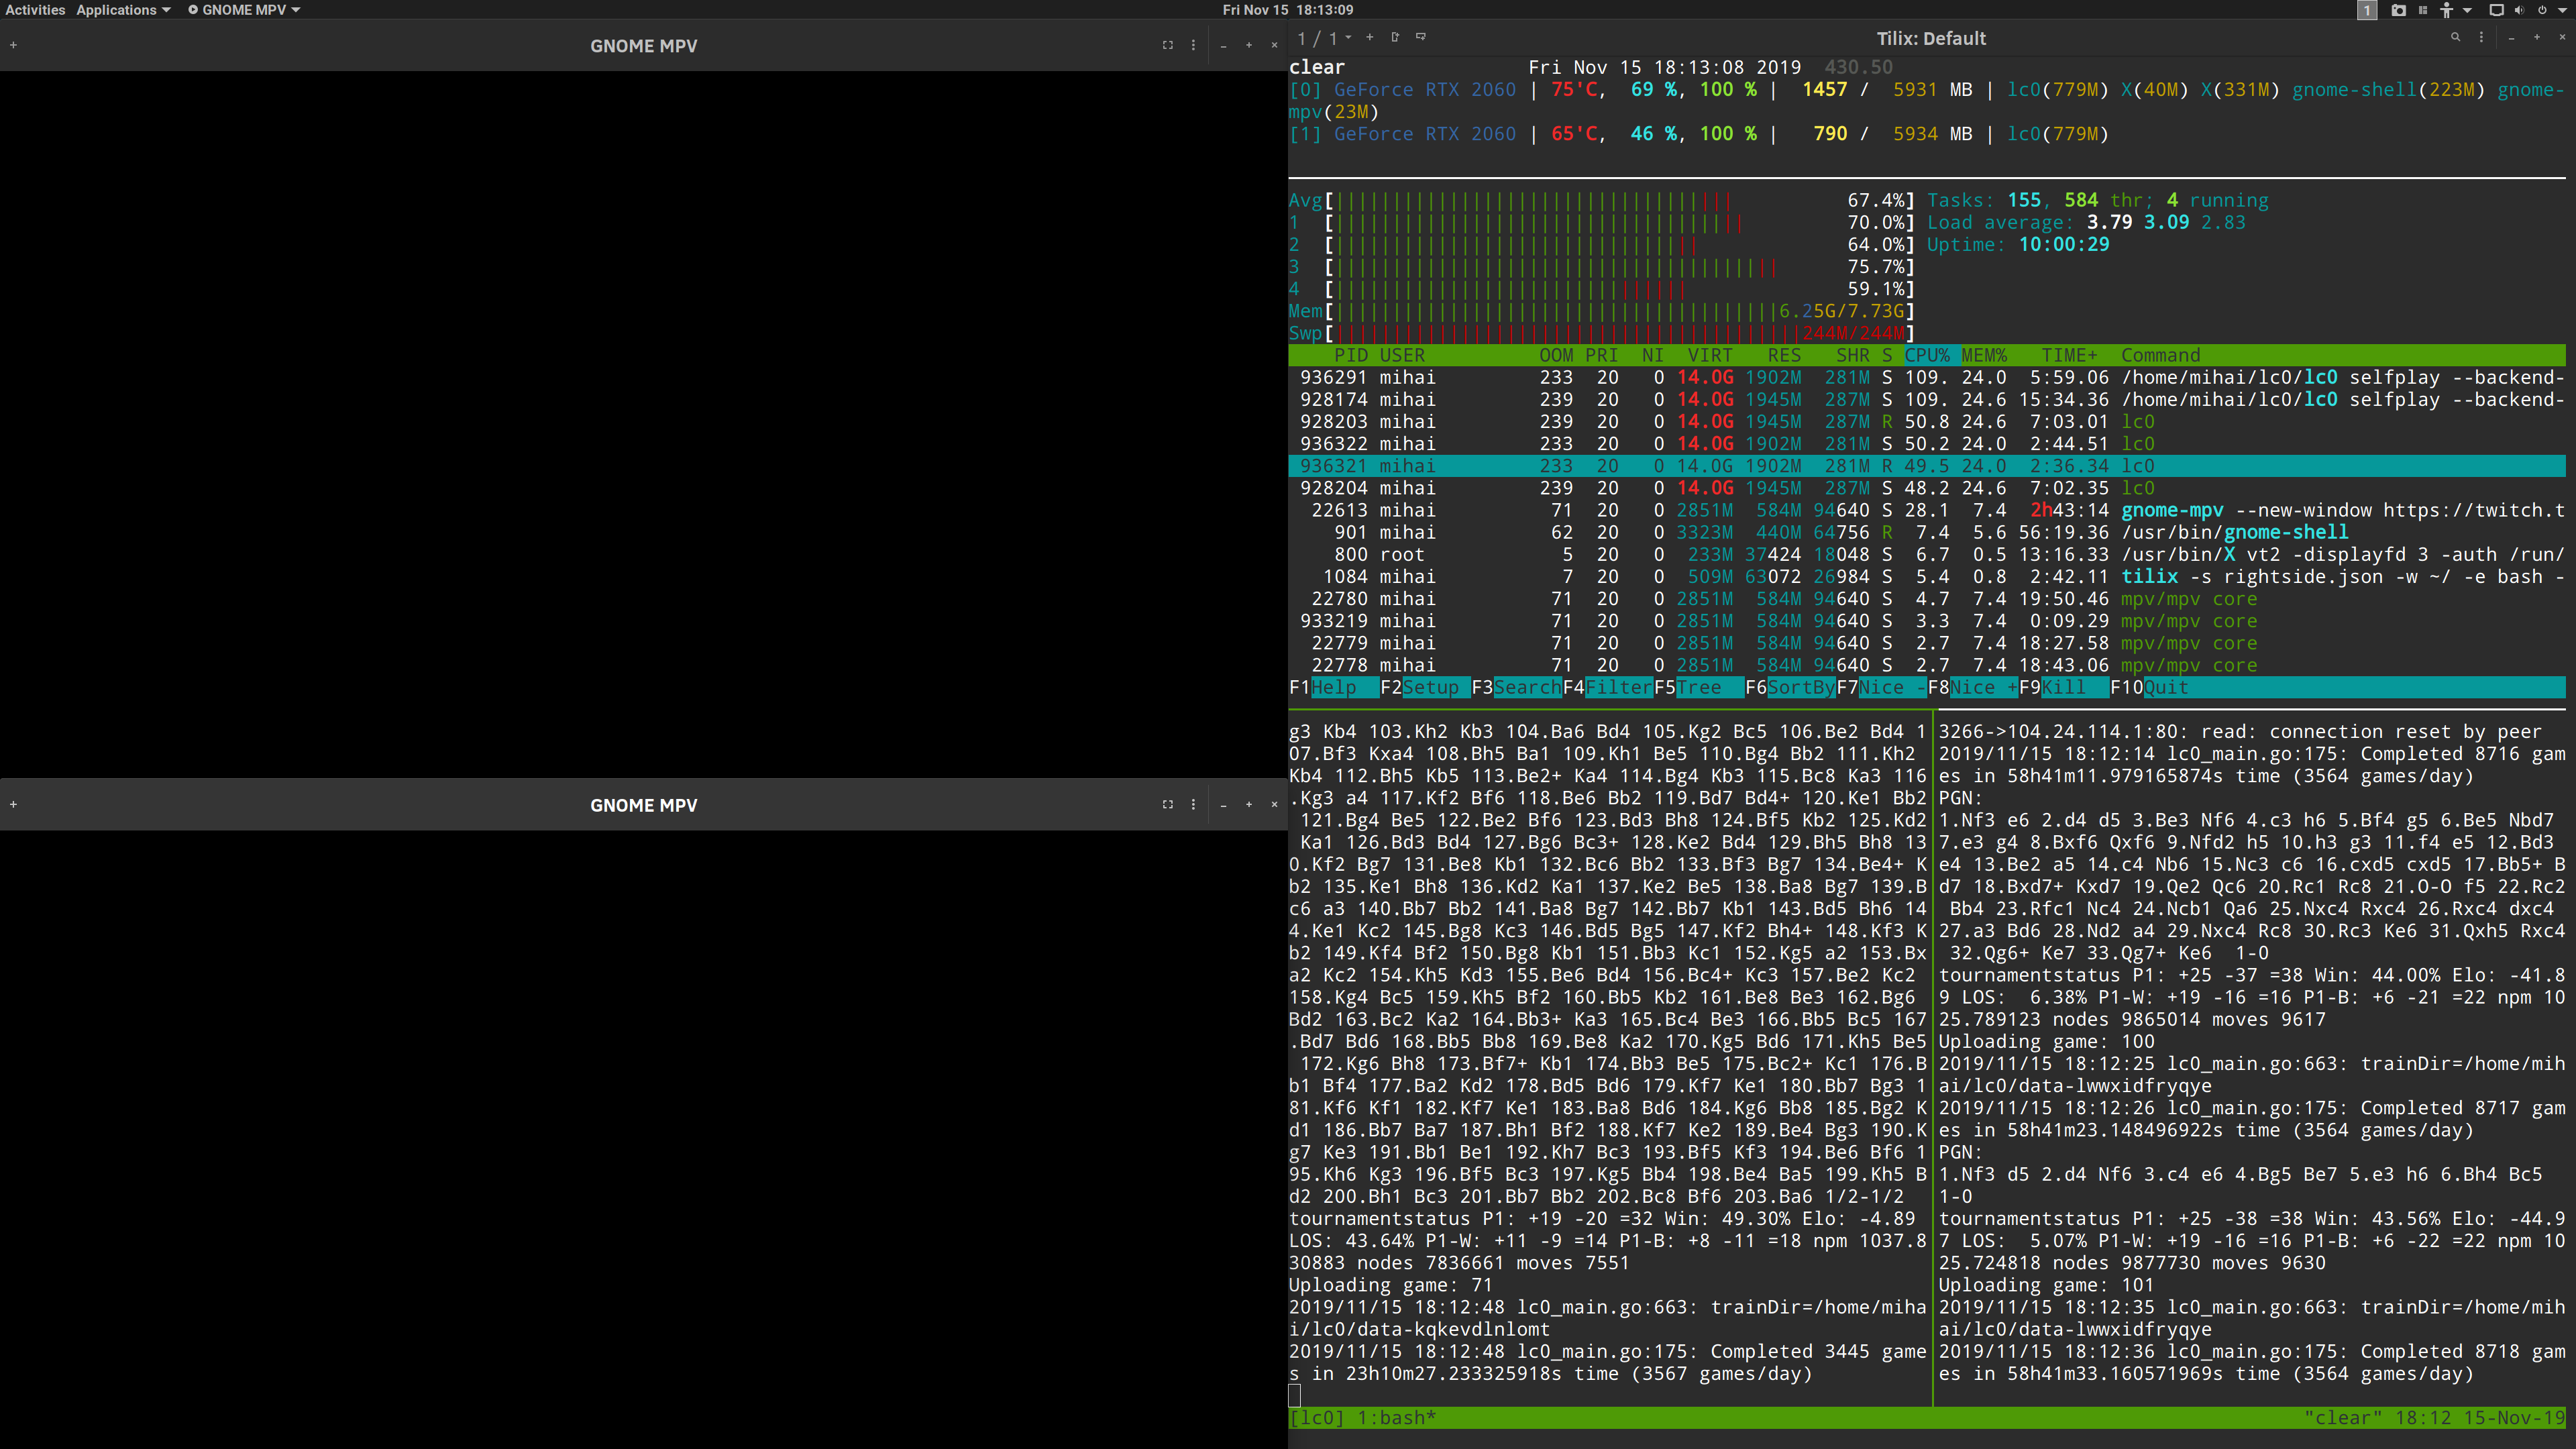 Activities Applications GNOME MPV Fri Nov 15 18:13:09 1
GNOME MPV
GNOME MPV
1 / 1 Tilix: Default
clear Fri Nov 15 18:13:08 2019 430.50
[0] GeForce RTX 2060 | 75'C, 69 %, 100 % | 1457 / 5931 MB | lc0(779M) X(40M) X(331M) gnome-shell(223M) gnome-
mpv(23M)
[1] GeForce RTX 2060 | 65'C, 46 %, 100 % | 790 / 5934 MB | lc0(779M)
Avg[ 67.4%] Tasks: 155, 584 thr; 4 running
1 [ 70.0%] Load average: 3.79 3.09 2.83
2 [ 64.0%] Uptime: 10:00:29
3 [ 75.7%]
4 [ 59.1%]
Mem[ 6.25G/7.73G]
Swp[ 244M/244M]
PID USER OOM PRI NI VIRT RES SHR S CPU% MEM% TIME+ Command
936291 mihai 233 20 0 14.0G 1902M 281M S 109. 24.0 5:59.06 /home/mihai/lc0/lc0 selfplay --backend-
928174 mihai 239 20 0 14.0G 1945M 287M S 109. 24.6 15:34.36 /home/mihai/lc0/lc0 selfplay --backend-
928203 mihai 239 20 0 14.0G 1945M 287M R 50.8 24.6 7:03.01 lc0
936322 mihai 233 20 0 14.0G 1902M 281M S 50.2 24.0 2:44.51 lc0
936321 mihai 233 20 0 14.0G 1902M 281M R 49.5 24.0 2:36.34 lc0
928204 mihai 239 20 0 14.0G 1945M 287M S 48.2 24.6 7:02.35 lc0
22613 mihai 71 20 0 2851M 584M 94640 S 28.1 7.4 2h43:14 gnome-mpv --new-window https://twitch.t
901 mihai 62 20 0 3323M 440M 64756 R 7.4 5.6 56:19.36 /usr/bin/gnome-shell
800 root 5 20 0 233M 37424 18048 S 6.7 0.5 13:16.33 /usr/bin/X vt2 -displayfd 3 -auth /run/
1084 mihai 7 20 0 509M 63072 26984 S 5.4 0.8 2:42.11 tilix -s rightside.json -w ~/ -e bash -
22780 mihai 71 20 0 2851M 584M 94640 S 4.7 7.4 19:50.46 mpv/mpv core
933219 mihai 71 20 0 2851M 584M 94640 S 3.3 7.4 0:09.29 mpv/mpv core
22779 mihai 71 20 0 2851M 584M 94640 S 2.7 7.4 18:27.58 mpv/mpv core
22778 mihai 71 20 0 2851M 584M 94640 S 2.7 7.4 18:43.06 mpv/mpv core
F1Help F2Setup F3SearchF4FilterF5Tree F6SortByF7Nice -F8Nice +F9Kill F10Quit
g3 Kb4 103.Kh2 Kb3 104.Ba6 Bd4 105.Kg2 Bc5 106.Be2 Bd4 1
07.Bf3 Kxa4 108.Bh5 Ba1 109.Kh1 Be5 110.Bg4 Bb2 111.Kh2
Kb4 112.Bh5 Kb5 113.Be2+ Ka4 114.Bg4 Kb3 115.Bc8 Ka3 116
.Kg3 a4 117.Kf2 Bf6 118.Be6 Bb2 119.Bd7 Bd4+ 120.Ke1 Bb2
121.Bg4 Be5 122.Be2 Bf6 123.Bd3 Bh8 124.Bf5 Kb2 125.Kd2
Ka1 126.Bd3 Bd4 127.Bg6 Bc3+ 128.Ke2 Bd4 129.Bh5 Bh8 13
0.Kf2 Bg7 131.Be8 Kb1 132.Bc6 Bb2 133.Bf3 Bg7 134.Be4+ K
b2 135.Ke1 Bh8 136.Kd2 Ka1 137.Ke2 Be5 138.Ba8 Bg7 139.B
c6 a3 140.Bb7 Bb2 141.Ba8 Bg7 142.Bb7 Kb1 143.Bd5 Bh6 14
4.Ke1 Kc2 145.Bg8 Kc3 146.Bd5 Bg5 147.Kf2 Bh4+ 148.Kf3 K
b2 149.Kf4 Bf2 150.Bg8 Kb1 151.Bb3 Kc1 152.Kg5 a2 153.Bx
a2 Kc2 154.Kh5 Kd3 155.Be6 Bd4 156.Bc4+ Kc3 157.Be2 Kc2
158.Kg4 Bc5 159.Kh5 Bf2 160.Bb5 Kb2 161.Be8 Be3 162.Bg6
Bd2 163.Bc2 Ka2 164.Bb3+ Ka3 165.Bc4 Be3 166.Bb5 Bc5 167
.Bd7 Bd6 168.Bb5 Bb8 169.Be8 Ka2 170.Kg5 Bd6 171.Kh5 Be5
172.Kg6 Bh8 173.Bf7+ Kb1 174.Bb3 Be5 175.Bc2+ Kc1 176.B
b1 Bf4 177.Ba2 Kd2 178.Bd5 Bd6 179.Kf7 Ke1 180.Bb7 Bg3 1
81.Kf6 Kf1 182.Kf7 Ke1 183.Ba8 Bd6 184.Kg6 Bb8 185.Bg2 K
d1 186.Bb7 Ba7 187.Bh1 Bf2 188.Kf7 Ke2 189.Be4 Bg3 190.K
g7 Ke3 191.Bb1 Be1 192.Kh7 Bc3 193.Bf5 Kf3 194.Be6 Bf6 1
95.Kh6 Kg3 196.Bf5 Bc3 197.Kg5 Bb4 198.Be4 Ba5 199.Kh5 B
d2 200.Bh1 Bc3 201.Bb7 Bb2 202.Bc8 Bf6 203.Ba6 1/2-1/2
tournamentstatus P1: +19 -20 =32 Win: 49.30% Elo: -4.89
LOS: 43.64% P1-W: +11 -9 =14 P1-B: +8 -11 =18 npm 1037.8
30883 nodes 7836661 moves 7551
Uploading game: 71
2019/11/15 18:12:48 lc0_main.go:663: trainDir=/home/miha
i/lc0/data-kqkevdlnlomt
2019/11/15 18:12:48 lc0_main.go:175: Completed 3445 game
s in 23h10m27.233325918s time (3567 games/day)
3266->104.24.114.1:80: read: connection reset by peer
2019/11/15 18:12:14 lc0_main.go:175: Completed 8716 gam
es in 58h41m11.979165874s time (3564 games/day)
PGN:
1.Nf3 e6 2.d4 d5 3.Be3 Nf6 4.c3 h6 5.Bf4 g5 6.Be5 Nbd7
7.e3 g4 8.Bxf6 Qxf6 9.Nfd2 h5 10.h3 g3 11.f4 e5 12.Bd3
e4 13.Be2 a5 14.c4 Nb6 15.Nc3 c6 16.cxd5 cxd5 17.Bb5+ B
d7 18.Bxd7+ Kxd7 19.Qe2 Qc6 20.Rc1 Rc8 21.O-O f5 22.Rc2
Bb4 23.Rfc1 Nc4 24.Ncb1 Qa6 25.Nxc4 Rxc4 26.Rxc4 dxc4
27.a3 Bd6 28.Nd2 a4 29.Nxc4 Rc8 30.Rc3 Ke6 31.Qxh5 Rxc4
32.Qg6+ Ke7 33.Qg7+ Ke6 1-0
tournamentstatus P1: +25 -37 =38 Win: 44.00% Elo: -41.8
9 LOS: 6.38% P1-W: +19 -16 =16 P1-B: +6 -21 =22 npm 10
25.789123 nodes 9865014 moves 9617
Uploading game: 100
2019/11/15 18:12:25 lc0_main.go:663: trainDir=/home/mih
ai/lc0/data-lwwxidfryqye
2019/11/15 18:12:26 lc0_main.go:175: Completed 8717 gam
es in 58h41m23.148496922s time (3564 games/day)
PGN:
1.Nf3 d5 2.d4 Nf6 3.c4 e6 4.Bg5 Be7 5.e3 h6 6.Bh4 Bc5
1-0
tournamentstatus P1: +25 -38 =38 Win: 43.56% Elo: -44.9
7 LOS: 5.07% P1-W: +19 -16 =16 P1-B: +6 -22 =22 npm 10
25.724818 nodes 9877730 moves 9630
Uploading game: 101
2019/11/15 18:12:35 lc0_main.go:663: trainDir=/home/mih
ai/lc0/data-lwwxidfryqye
2019/11/15 18:12:36 lc0_main.go:175: Completed 8718 gam
es in 58h41m33.160571969s time (3564 games/day)
[lc0] 1:bash* "clear" 18:12 15-Nov-19